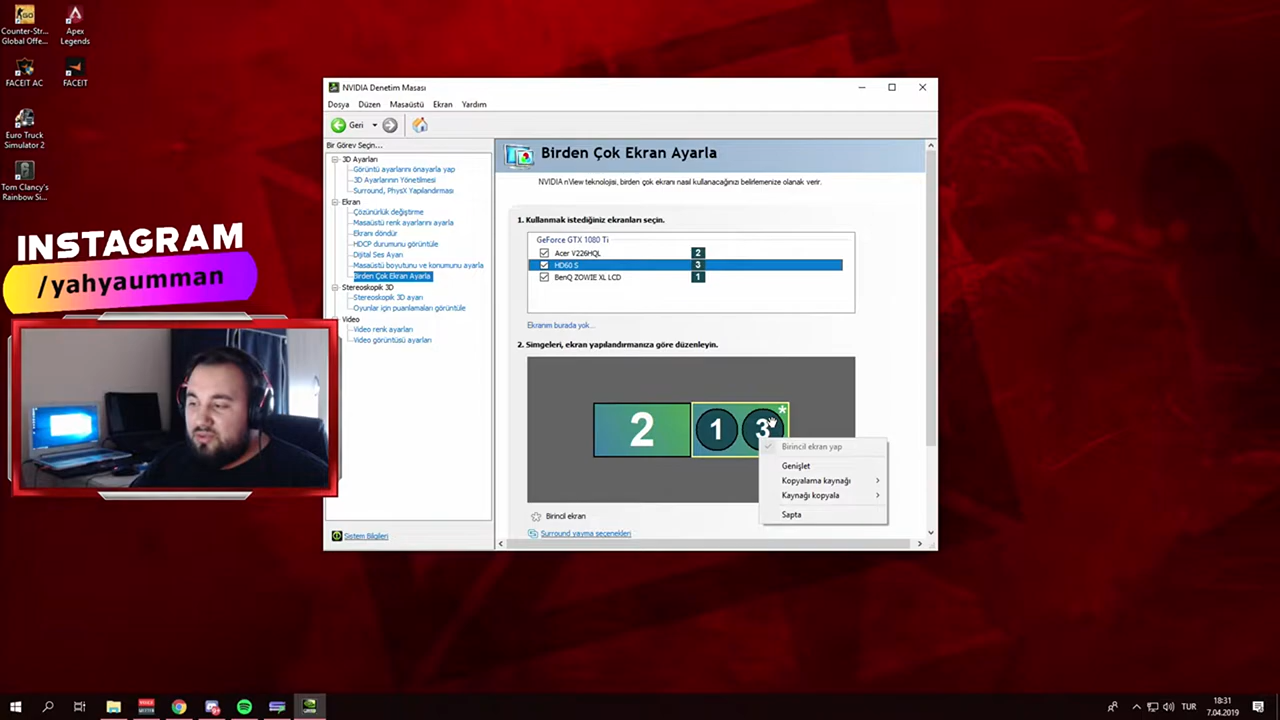 Counter-Str...
Global Offe...
Apex
Legends
FACEIT AC
FACEIT
Euro Truck
Simulator 2
Tom Clancy's
Rainbow Si...
INSTAGRAM
/yahyaumman
NVIDIA Denetim Masası
Dosya Düzen Masaüstü Ekran Yardım
Geri
Bir Görev Seçin...
3D Ayarları
Görüntü ayarlarını önayarla yap
3D Ayarlarının Yönetilmesi
Surround, PhysX Yapılandırması
Ekran
Çözünürlük değiştirme
Masaüstü renk ayarlarını ayarla
Ekranı döndür
HDCP durumunu görüntüle
Dijital Ses Ayarı
Masaüstü boyutunu ve konumunu ayarla
Birden Çok Ekran Ayarla
Stereoskopik 3D
Stereoskopik 3D ayarı
Oyunlar için puanlamaları görüntüle
Video
Video renk ayarları
Video görüntüsü ayarları
Sistem Bilgileri
Birden Çok Ekran Ayarla
NVIDIA nView teknolojisi, birden çok ekranı nasıl kullanacağınızı belirlemenize olanak verir.
1. Kullanmak istediğiniz ekranları seçin.
GeForce GTX 1080 Ti
Acer V226HQL 2
HD60 S 3
BenQ ZOWIE XL LCD 1
Ekranım burada yok...
2. Simgeleri, ekran yapılandırmanıza göre düzenleyin.
2 1 3 *
Birincil ekran yap
Genişlet
Kopyalama kaynağı
Kaynağı kopyala
Sapta
Birincil ekran
Surround yayma seçenekleri
TUR
18:31
7.04.2019